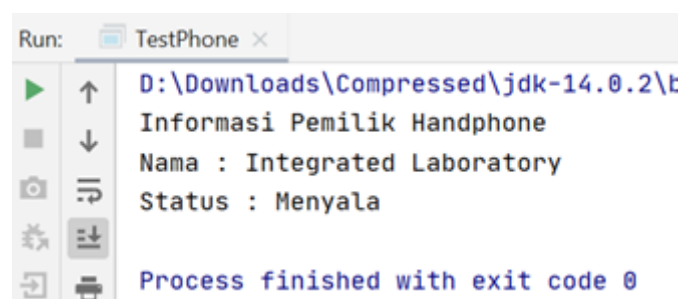 Run: TestPhone
D:\Downloads\Compressed\jdk-14.0.2\b
Informasi Pemilik Handphone
Nama : Integrated Laboratory
Status : Menyala
Process finished with exit code 0